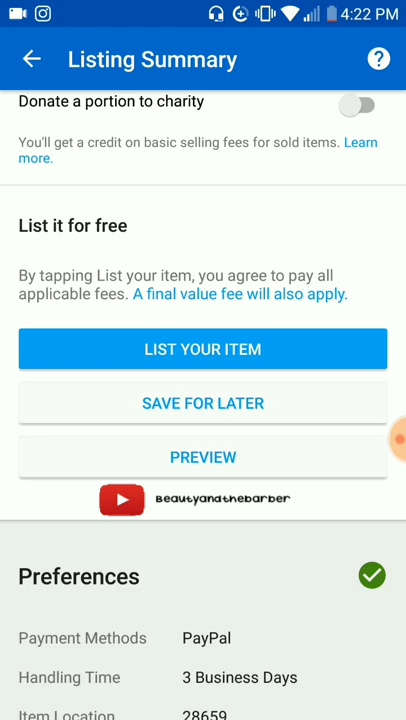 4:22 PM
Listing Summary
Donate a portion to charity
You'll get a credit on basic selling fees for sold items. Learn
more.
List it for free
By tapping List your item, you agree to pay all
applicable fees. A final value fee will also apply.
LIST YOUR ITEM
SAVE FOR LATER
PREVIEW
Beautyandthebarber
Preferences
Payment Methods PayPal
Handling Time 3 Business Days
Item Location 28659